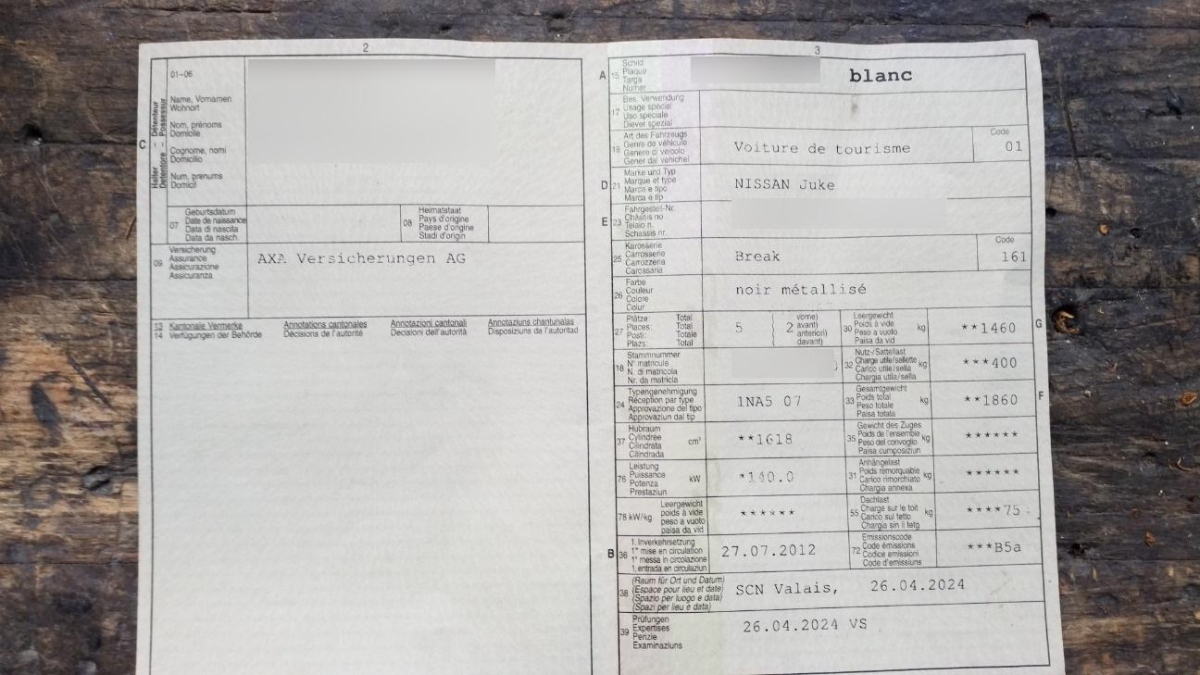 2
01-06
Halter
Détenteur
Detentore
Possessur
C
Name, Vornamen
Wohnort
Nom, prénoms
Domicile
Cognome, nomi
Domicilio
Num, prenums
Domicil
07
Geburtsdatum
Date de naissance
Data di nascita
Data da nasch.
08
Heimatstaat
Pays d'origine
Paese d'origine
Stadi d'origin
09
Versicherung
Assurance
Assicurazione
Assicuranza
AXA Versicherungen AG
13 Kantonale Vermerke
14 Verfügungen der Behörde
Annotations cantonales
Décisions de l'autorité
Annotazioni cantonali
Decisioni dell'autorità
Annotaziuns chantunalas
Disposiziuns da l'autoritad
3
A 15
Schild
Plaque
Targa
Numer
blanc
17
Bes. Verwendung
Usage spécial
Uso speciale
Diever spezial
19
Art des Fahrzeugs
Genre de véhicule
Genere di veicolo
Gener dal vehichel
Voiture de tourisme
Code
01
D 21
Marke und Typ
Marque et type
Marca e tipo
Marca e tip
NISSAN Juke
E 23
Fahrgestell-Nr.
Châssis no
Telaio n.
Schassis nr.
25
Karosserie
Carrosserie
Carrozzeria
Carossaria
Break
Code
161
26
Farbe
Couleur
Colore
Colur
noir métallisé
27
Plätze Total
Places: Total
Posti: Totale
Plazs: Total
5
2
vorne)
avant)
anteriori)
davant)
30
Leergewicht
Poids à vide
Peso a vuoto
Paisa da vid
kg
**1460
G
18
Stammnummer
N° matricule
N. di matricola
Nr. da matricla
32
Nutz-/Sattellast
Charge utile/sellette
Carico utile/sella
Chargia utila/sella
kg
***400
24
Typengenehmigung
Réception par type
Approvazione del tipo
Approvaziun dal tip
1NA5 07
33
Gesamtgewicht
Poids total
Peso totale
Paisa totala
kg
**1860
F
37
Hubraum
Cylindrée
Cilindrata
Cilindrada
cm³
**1618
35
Gewicht des Zuges
Poids de l'ensemble
Peso del convoglio
Paisa cumposiziun
kg
******
76
Leistung
Puissance
Potenza
Prestaziun
kW
*140.0
31
Anhängelast
Poids remorquable
Carico rimorchiato
Chargia annexa
kg
******
78 kW/kg
Leergewicht
poids à vide
peso a vuoto
paisa da vid
******
55
Dachlast
Charge sur le toit
Carico sul tetto
Chargia sin il tetg
kg
****75
B 36
1. Inverkehrsetzung
1re mise en circulation
1a messa in circolazione
1. entrada en circulaziun
27.07.2012
72
Emissionscode
Code émissions
Codice emissioni
Code d'emissiuns
***B5a
38
(Raum für Ort und Datum)
(Espace pour lieu et date)
(Spazio per luogo e data)
(Spazi per lieu e data)
SCN Valais, 26.04.2024
39
Prüfungen
Expertises
Perizie
Examinaziuns
26.04.2024 VS